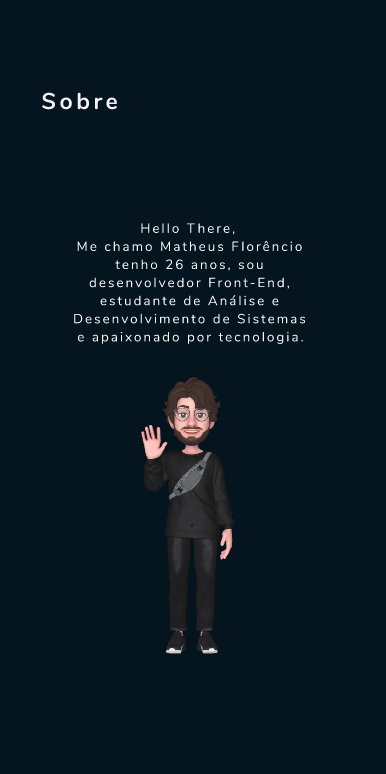 Sobre
Hello There,
Me chamo Matheus Florêncio
tenho 26 anos, sou
desenvolvedor Front-End,
estudante de Análise e
Desenvolvimento de Sistemas
e apaixonado por tecnologia.